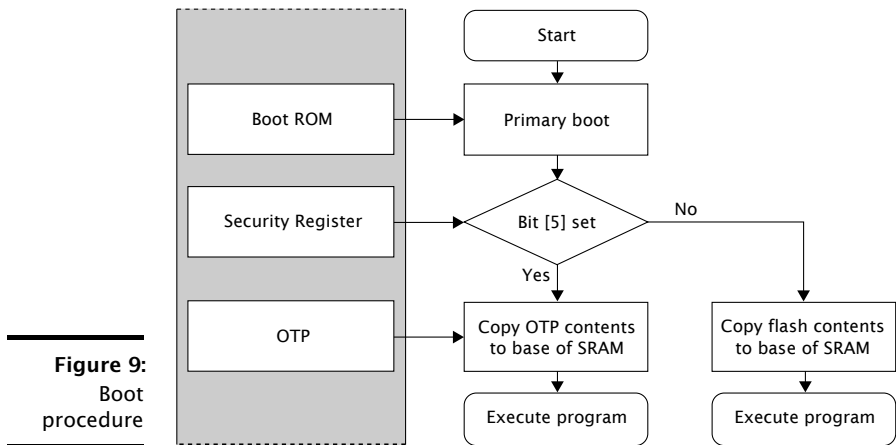 Start
Boot ROM
Primary boot
Security Register
Bit [5] set
No
Yes
OTP
Copy OTP contents
to base of SRAM
Copy flash contents
to base of SRAM
Execute program
Execute program
Figure 9:
Boot
procedure